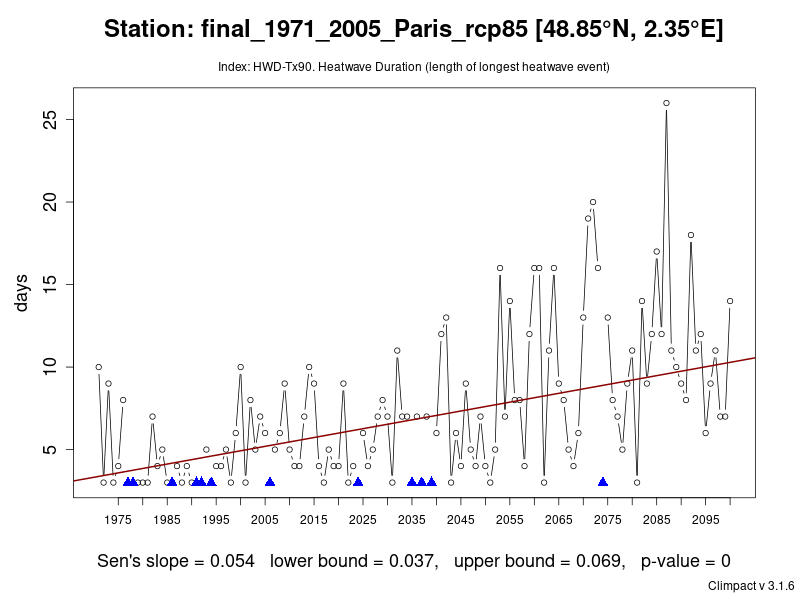 Station: final_1971_2005_Paris_rcp85 [48.85°N, 2.35°E]
Index: HWD-Tx90. Heatwave Duration (length of longest heatwave event)
25
20
15
10
5
days
1975 1985 1995 2005 2015 2025 2035 2045 2055 2065 2075 2085 2095
Sen's slope = 0.054 lower bound = 0.037, upper bound = 0.069, p-value = 0
Climpact v 3.1.6